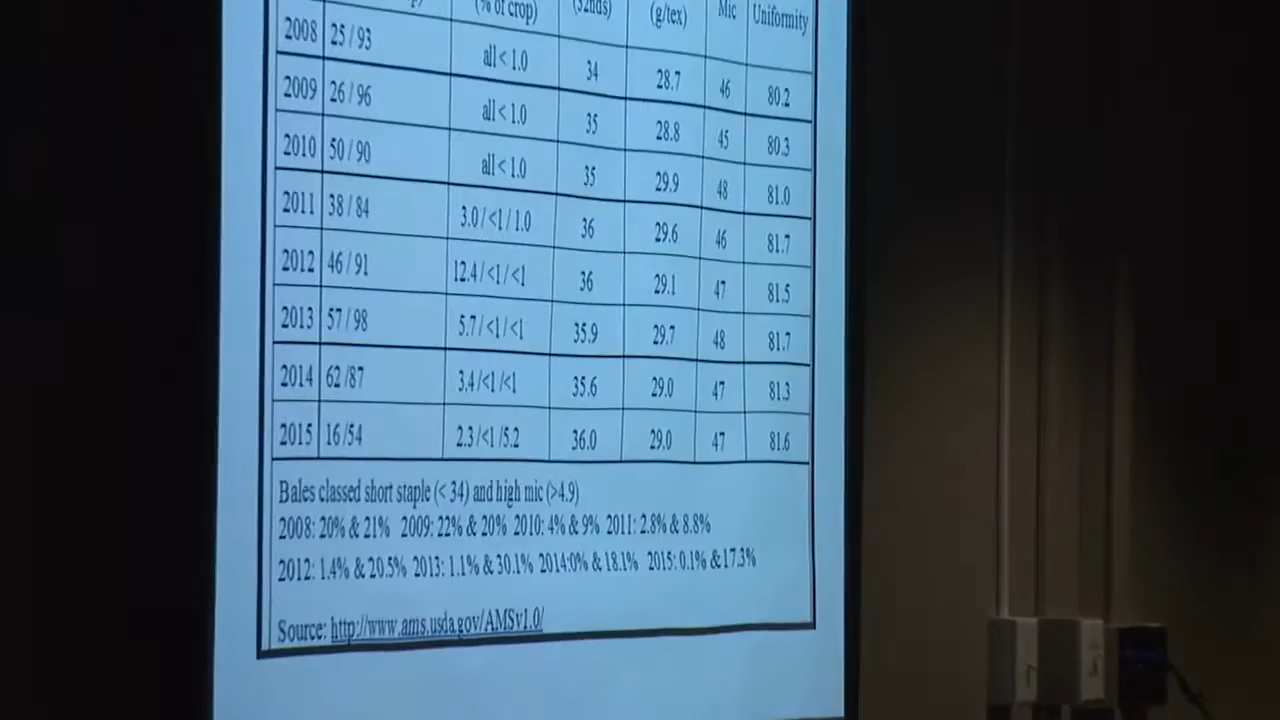 (% of crop) (32nds) (g/tex) Mic Uniformity
2008 25 / 93 all < 1.0 34 28.7 46 80.2
2009 26 / 96 all < 1.0 35 28.8 45 80.3
2010 50 / 90 all < 1.0 35 29.9 48 81.0
2011 38 / 84 3.0 / <1 / 1.0 36 29.6 46 81.7
2012 46 / 91 12.4 / <1 / <1 36 29.1 47 81.5
2013 57 / 98 5.7 / <1 / <1 35.9 29.7 48 81.7
2014 62 /87 3.4 /<1 /<1 35.6 29.0 47 81.3
2015 16 /54 2.3 /<1 /5.2 36.0 29.0 47 81.6
Bales classed short staple (< 34) and high mic (>4.9)
2008: 20% & 21% 2009: 22% & 20% 2010: 4% & 9% 2011: 2.8% & 8.8%
2012: 1.4% & 20.5% 2013: 1.1% & 30.1% 2014:0% & 18.1% 2015: 0.1% &17.3%
Source: http://www.ams.usda.gov/AMSv1.0/